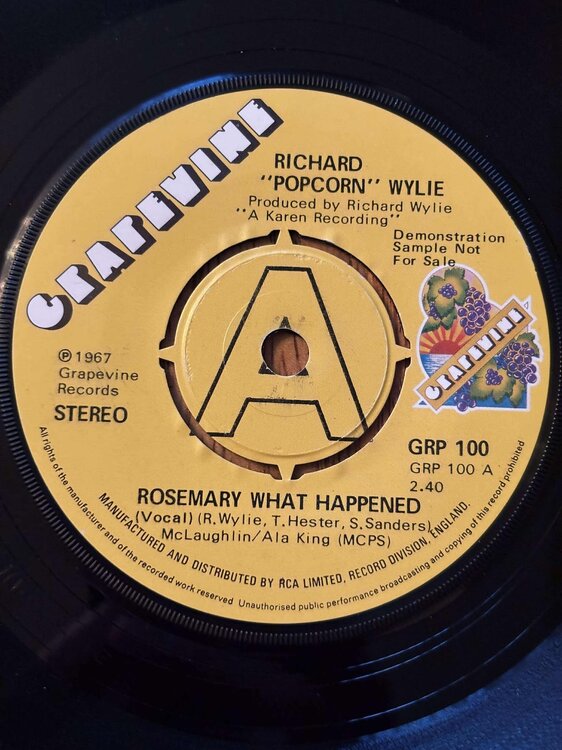 GRAPEVINE
RICHARD
"POPCORN" WYLIE
Produced by Richard Wylie
"A Karen Recording"
Demonstration
Sample Not
For Sale
A
GRAPEVINE
℗ 1967
Grapevine
Records
STEREO
GRP 100
GRP 100 A
2.40
ROSEMARY WHAT HAPPENED
(Vocal) (R. Wylie, T. Hester, S. Sanders)
McLaughlin/Ala King (MCPS)
MANUFACTURED AND DISTRIBUTED BY RCA LIMITED, RECORD DIVISION, ENGLAND.
All rights of the manufacturer and of the owner of the recorded work reserved Unauthorised public performance broadcasting and copying of this record prohibited